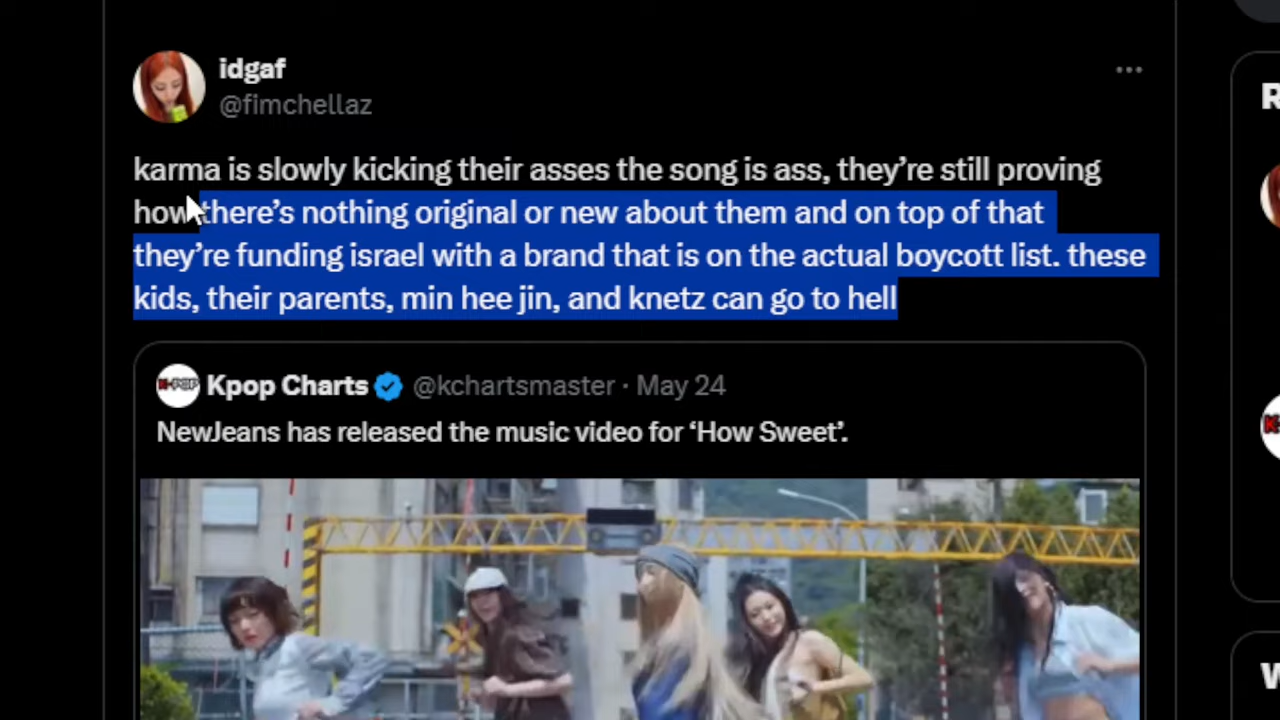 idgaf
@fimchellaz
karma is slowly kicking their asses the song is ass, they’re still proving
how there’s nothing original or new about them and on top of that
they’re funding israel with a brand that is on the actual boycott list. these
kids, their parents, min hee jin, and knetz can go to hell
K-POP Kpop Charts @kchartsmaster · May 24
NewJeans has released the music video for ‘How Sweet’.
R
W